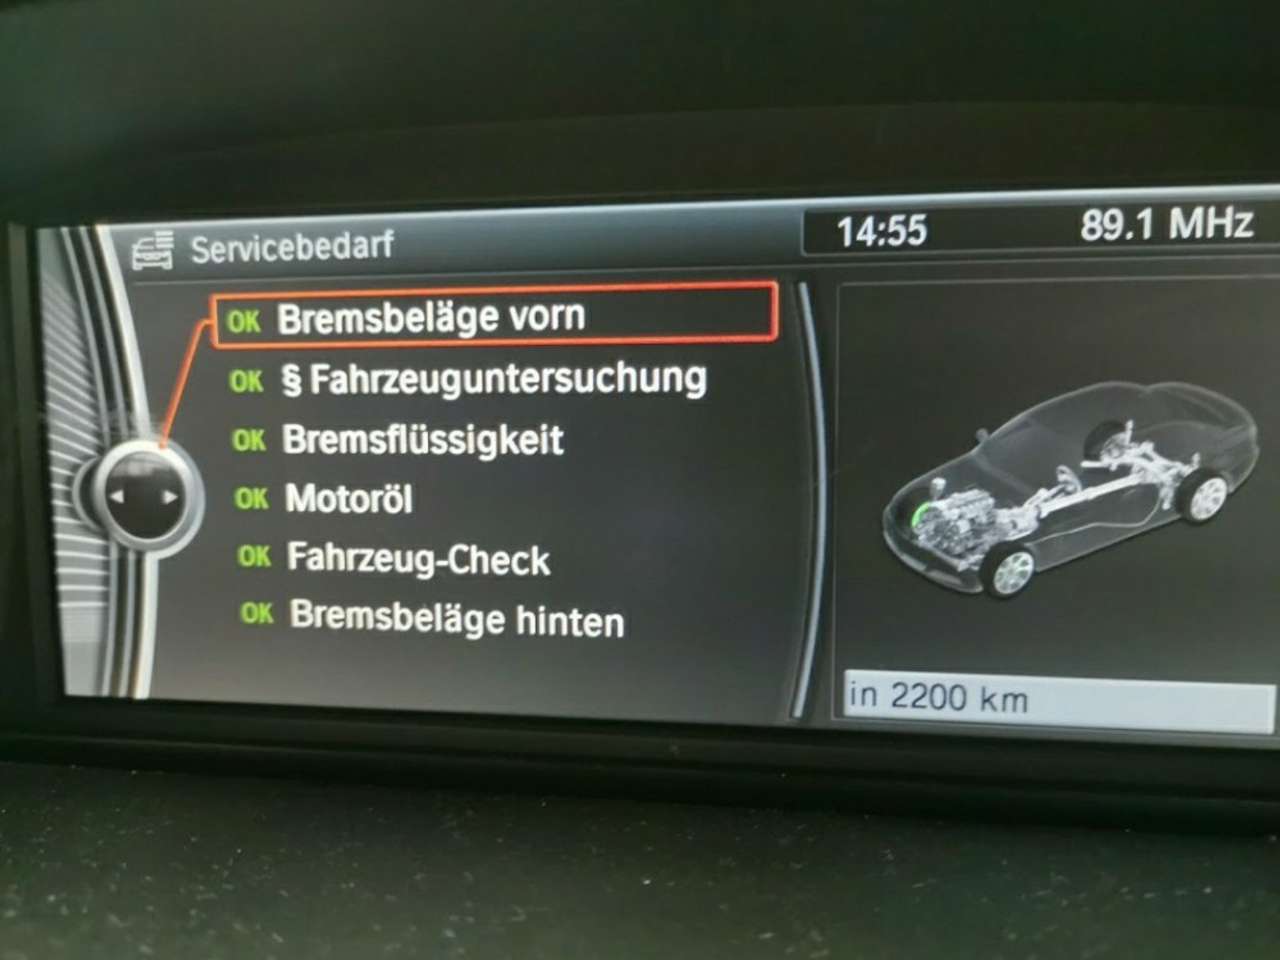 Servicebedarf
14:55
89.1 MHz
OK Bremsbeläge vorn
OK § Fahrzeuguntersuchung
OK Bremsflüssigkeit
OK Motoröl
OK Fahrzeug-Check
OK Bremsbeläge hinten
in 2200 km